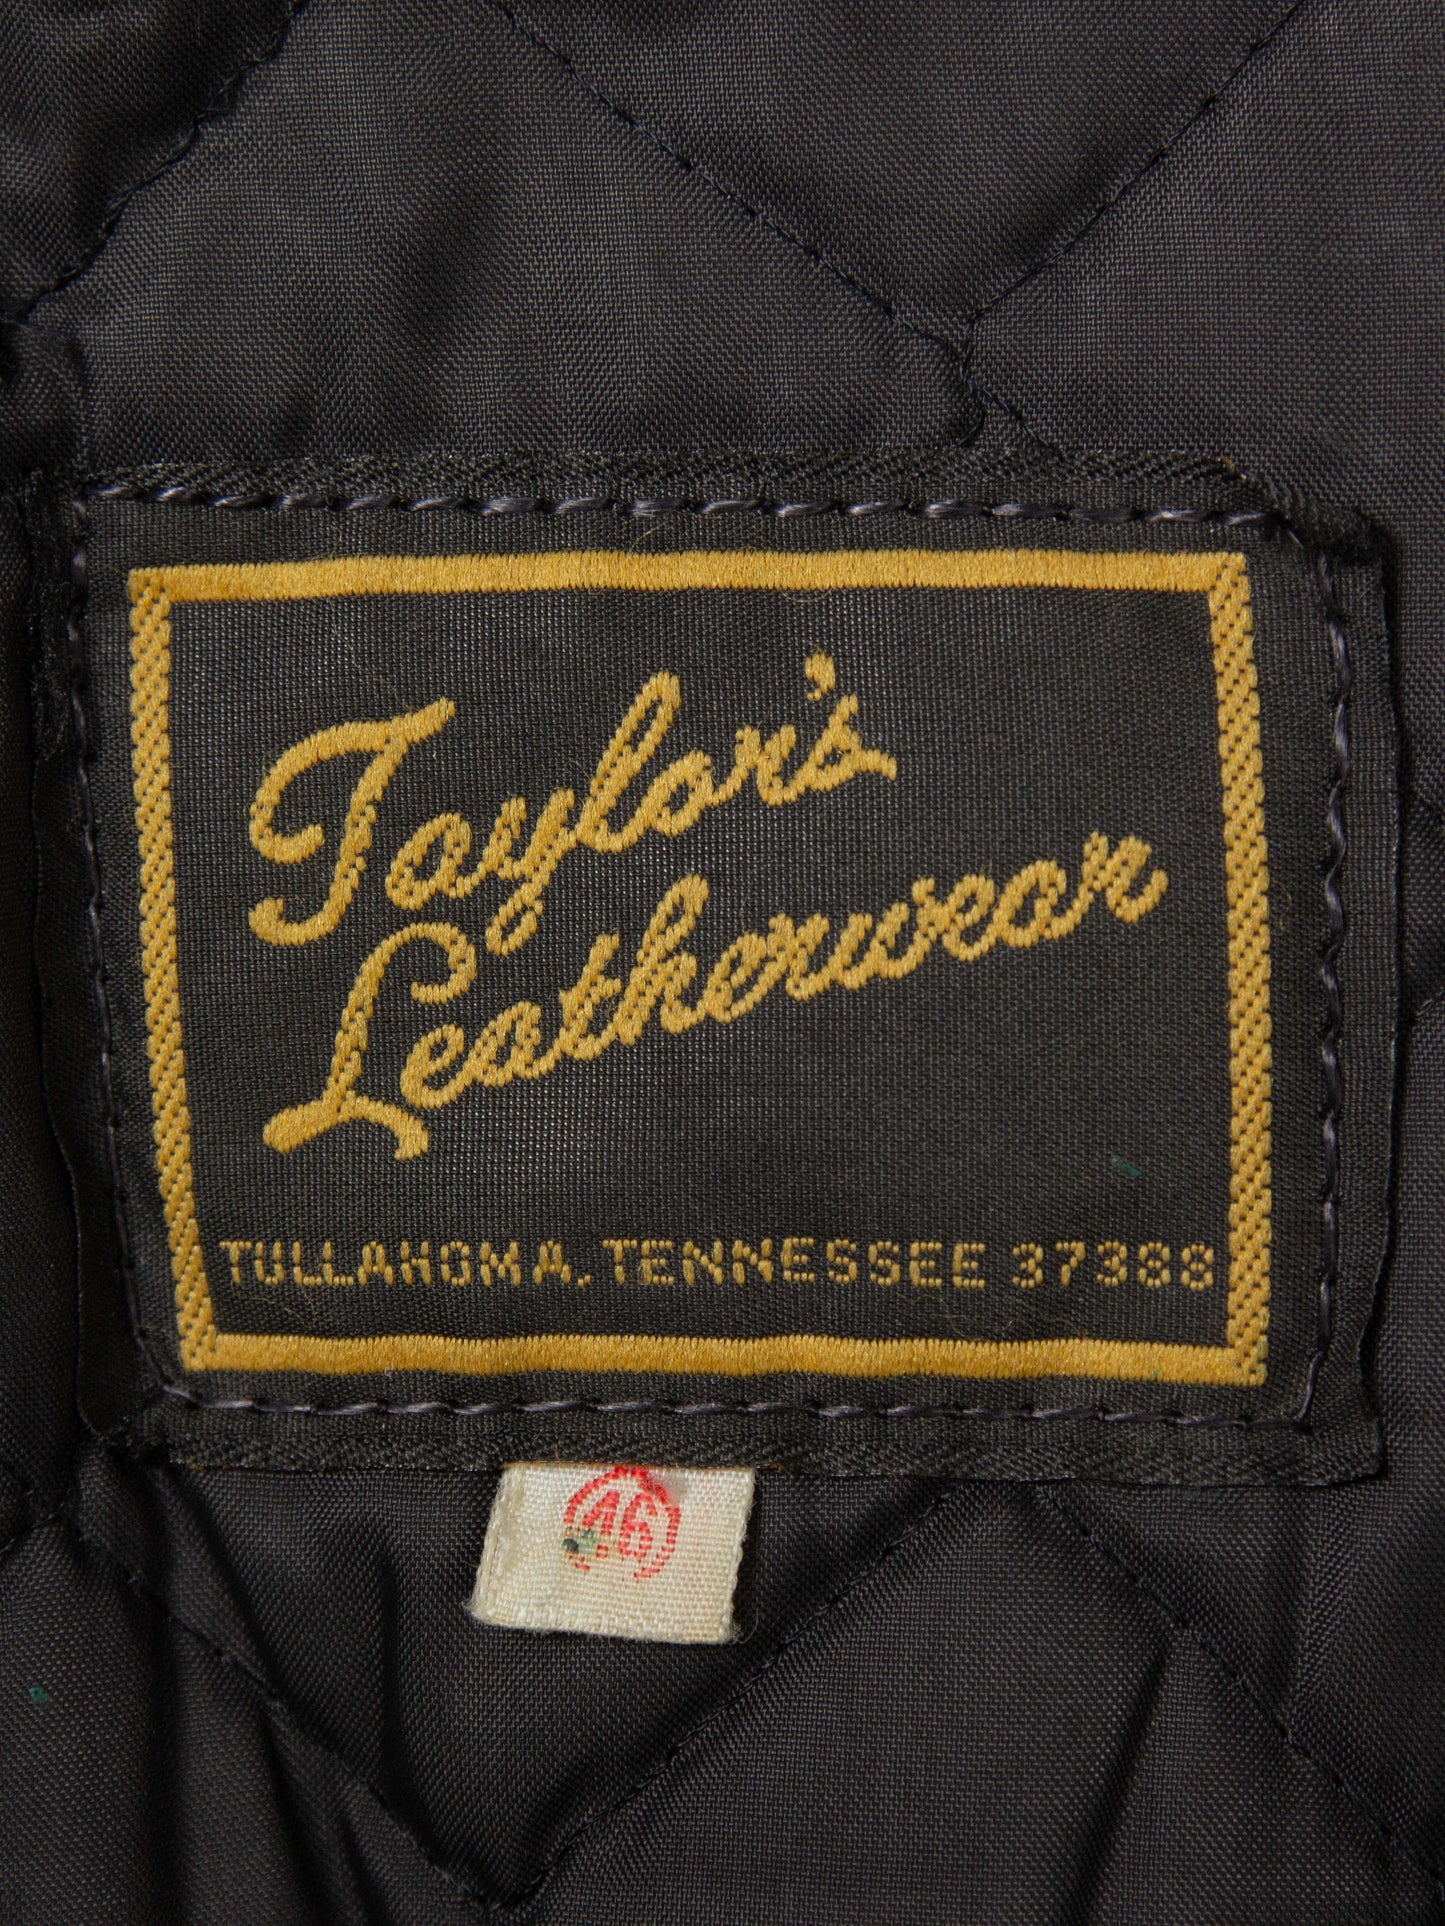 Taylor's
Leatherwear
TULLAHOMA, TENNESSEE 37388
46